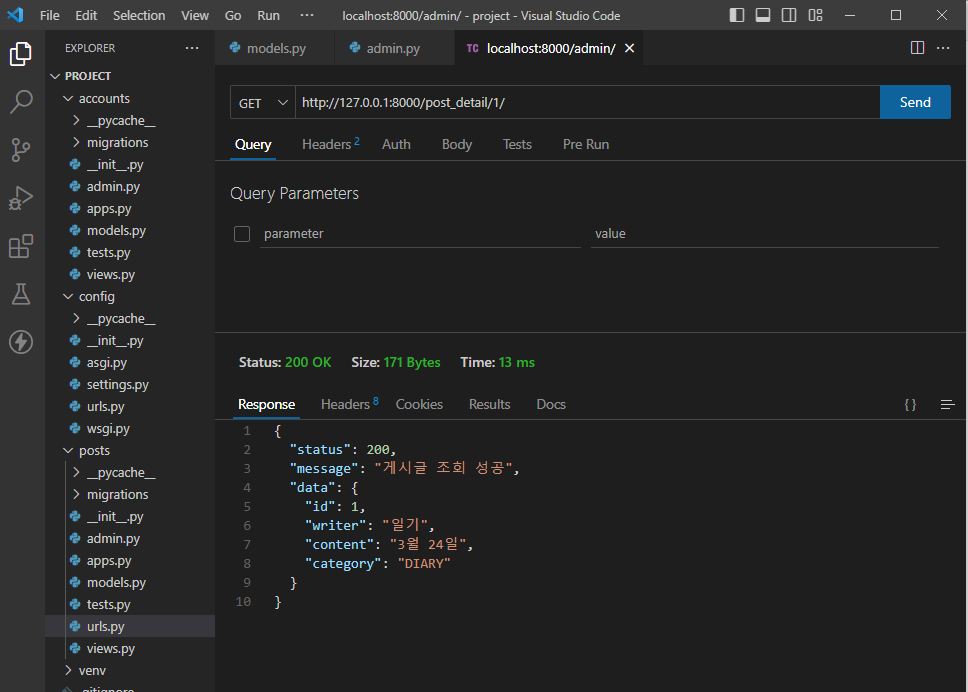 File Edit Selection View Go Run ··· localhost:8000/admin/ - project - Visual Studio Code
EXPLORER ···
PROJECT
accounts
__pycache__
migrations
__init__.py
admin.py
apps.py
models.py
tests.py
views.py
config
__pycache__
__init__.py
asgi.py
settings.py
urls.py
wsgi.py
posts
__pycache__
migrations
__init__.py
admin.py
apps.py
models.py
tests.py
urls.py
views.py
venv
.gitignore
models.py admin.py TC localhost:8000/admin/ ···
GET http://127.0.0.1:8000/post_detail/1/ Send
Query Headers 2 Auth Body Tests Pre Run
Query Parameters
parameter value
Status: 200 OK Size: 171 Bytes Time: 13 ms
Response Headers 8 Cookies Results Docs { }
1 {
2 "status": 200,
3 "message": "게시글 조회 성공",
4 "data": {
5 "id": 1,
6 "writer": "일기",
7 "content": "3월 24일",
8 "category": "DIARY"
9 }
10 }